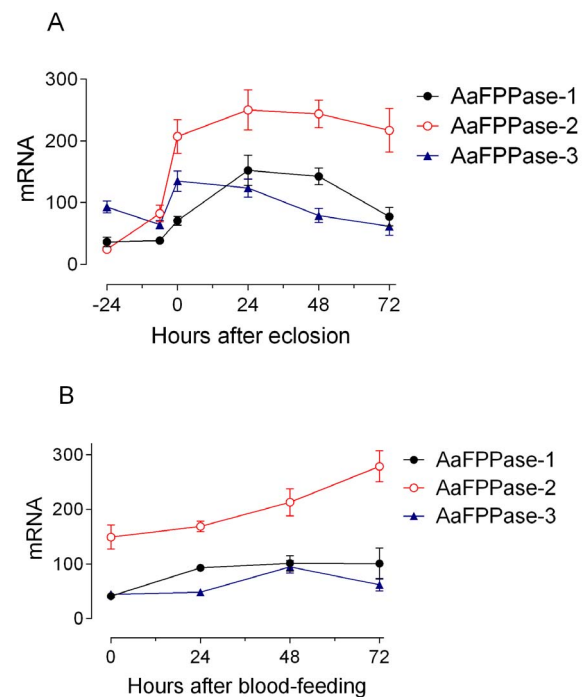 A
300
200
100
0
mRNA
-24 0 24 48 72
Hours after eclosion
AaFPPase-1
AaFPPase-2
AaFPPase-3
B
300
200
100
0
mRNA
0 24 48 72
Hours after blood-feeding
AaFPPase-1
AaFPPase-2
AaFPPase-3